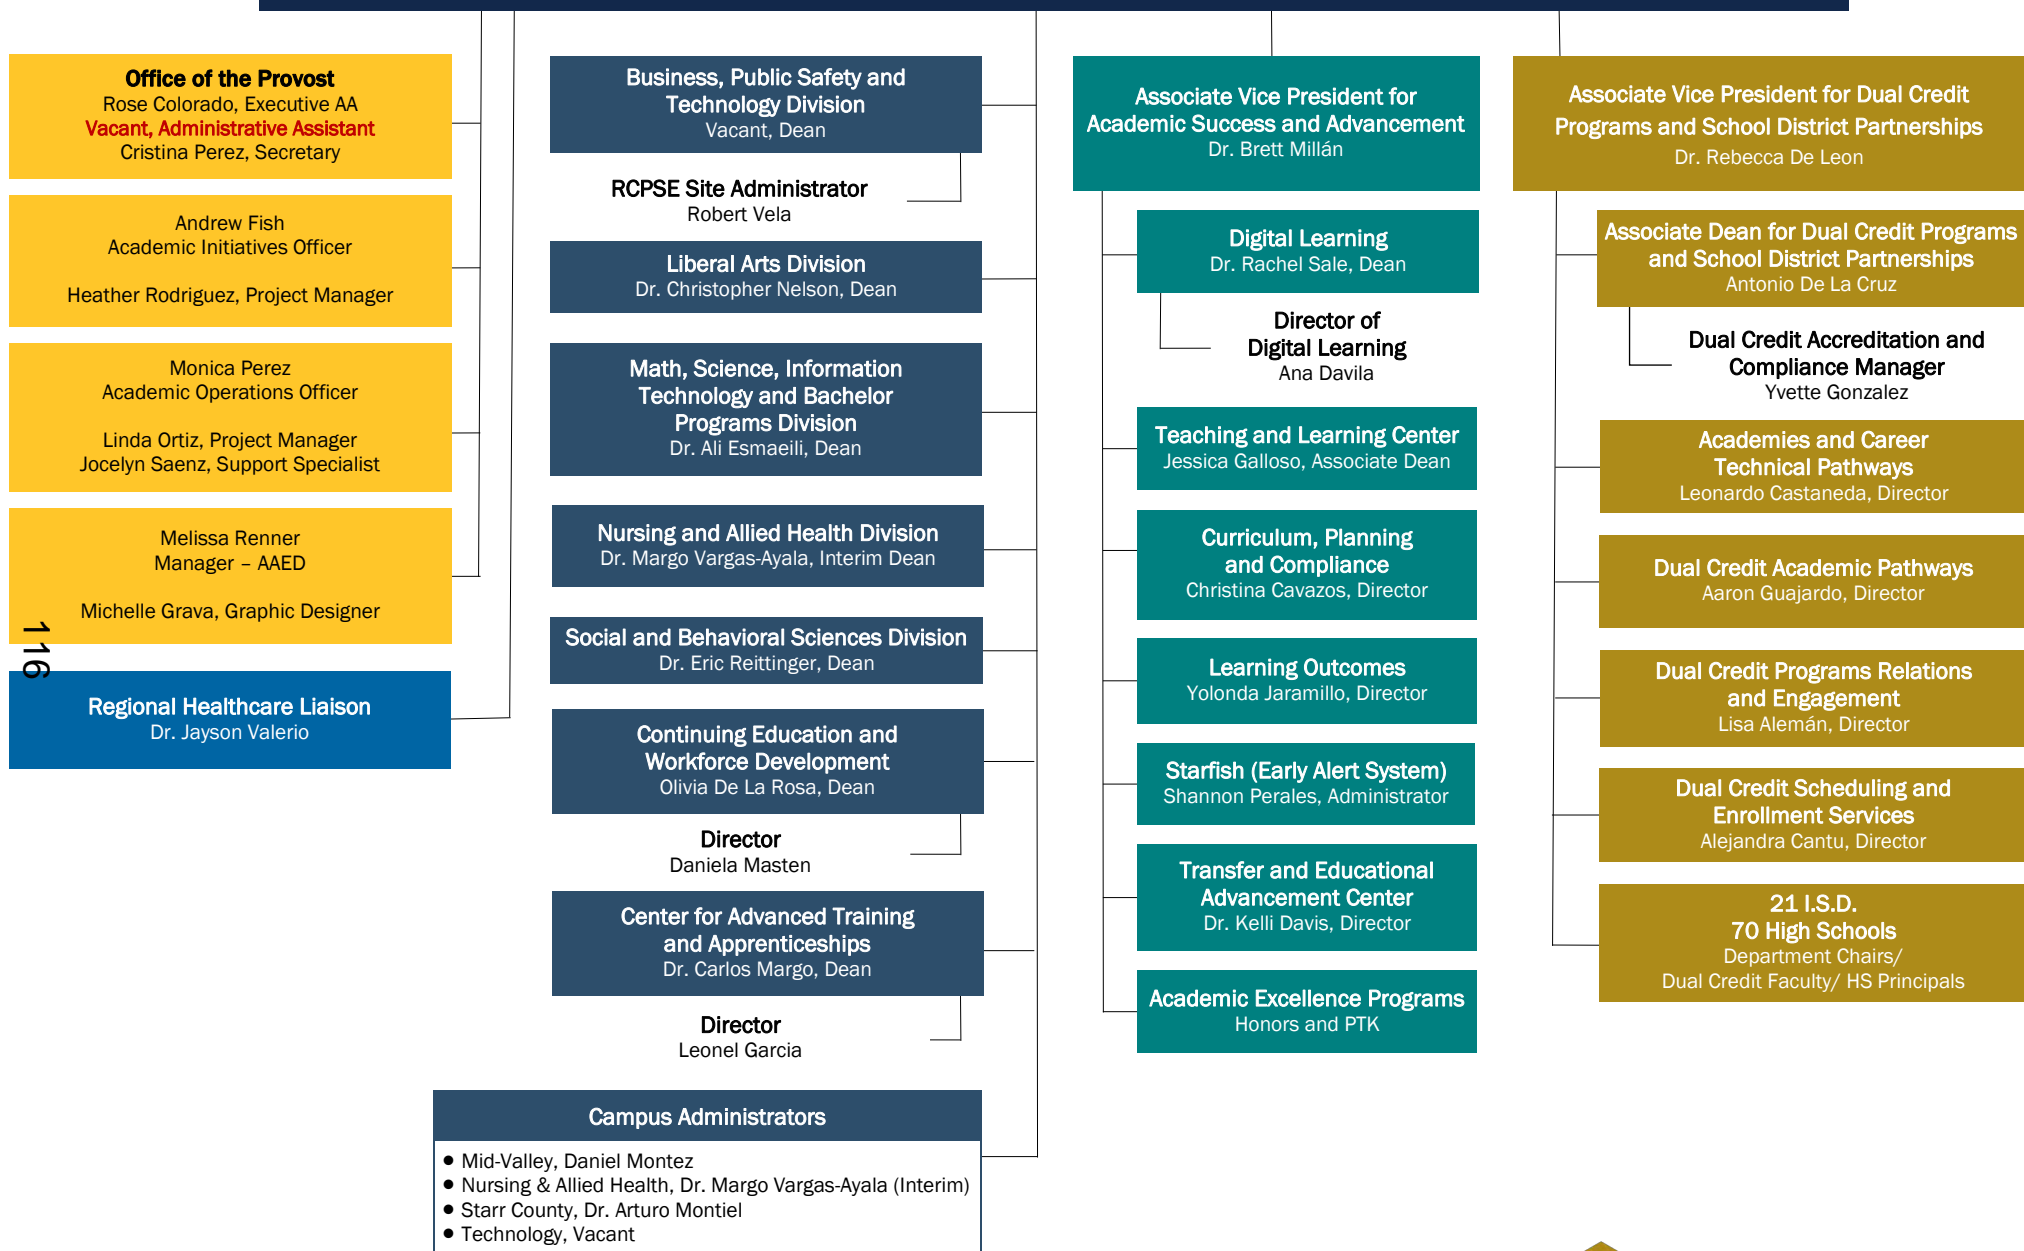 Office of the Provost
Rose Colorado, Executive AA
Vacant, Administrative Assistant
Cristina Perez, Secretary
Andrew Fish
Academic Initiatives Officer
Heather Rodriguez, Project Manager
Monica Perez
Academic Operations Officer
Linda Ortiz, Project Manager
Jocelyn Saenz, Support Specialist
Melissa Renner
Manager – AAED
Michelle Grava, Graphic Designer
116
Regional Healthcare Liaison
Dr. Jayson Valerio
Business, Public Safety and
Technology Division
Vacant, Dean
RCPSE Site Administrator
Robert Vela
Liberal Arts Division
Dr. Christopher Nelson, Dean
Math, Science, Information
Technology and Bachelor
Programs Division
Dr. Ali Esmaeili, Dean
Nursing and Allied Health Division
Dr. Margo Vargas-Ayala, Interim Dean
Social and Behavioral Sciences Division
Dr. Eric Reittinger, Dean
Continuing Education and
Workforce Development
Olivia De La Rosa, Dean
Director
Daniela Masten
Center for Advanced Training
and Apprenticeships
Dr. Carlos Margo, Dean
Director
Leonel Garcia
Campus Administrators
• Mid-Valley, Daniel Montez
• Nursing & Allied Health, Dr. Margo Vargas-Ayala (Interim)
• Starr County, Dr. Arturo Montiel
• Technology, Vacant
Associate Vice President for
Academic Success and Advancement
Dr. Brett Millán
Digital Learning
Dr. Rachel Sale, Dean
Director of
Digital Learning
Ana Davila
Teaching and Learning Center
Jessica Galloso, Associate Dean
Curriculum, Planning
and Compliance
Christina Cavazos, Director
Learning Outcomes
Yolonda Jaramillo, Director
Starfish (Early Alert System)
Shannon Perales, Administrator
Transfer and Educational
Advancement Center
Dr. Kelli Davis, Director
Academic Excellence Programs
Honors and PTK
Associate Vice President for Dual Credit
Programs and School District Partnerships
Dr. Rebecca De Leon
Associate Dean for Dual Credit Programs
and School District Partnerships
Antonio De La Cruz
Dual Credit Accreditation and
Compliance Manager
Yvette Gonzalez
Academies and Career
Technical Pathways
Leonardo Castaneda, Director
Dual Credit Academic Pathways
Aaron Guajardo, Director
Dual Credit Programs Relations
and Engagement
Lisa Alemán, Director
Dual Credit Scheduling and
Enrollment Services
Alejandra Cantu, Director
21 I.S.D.
70 High Schools
Department Chairs/
Dual Credit Faculty/ HS Principals